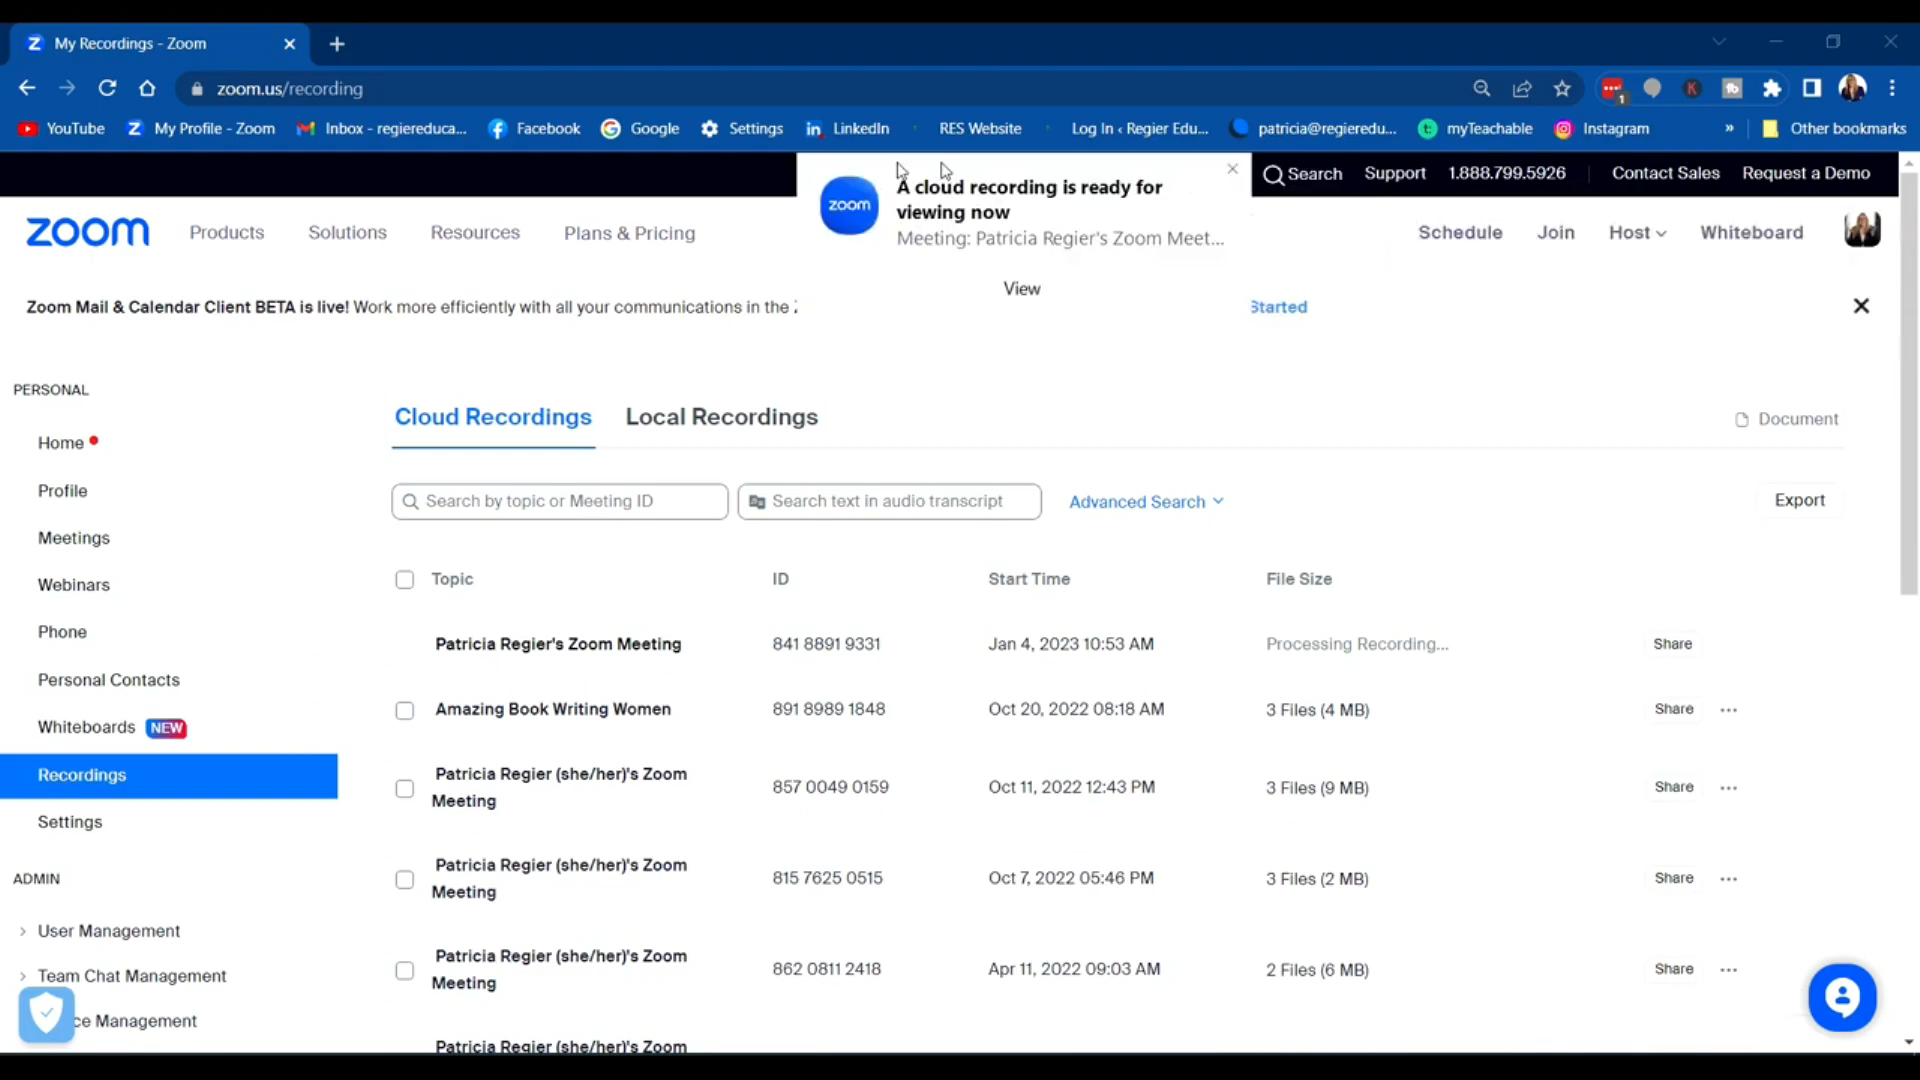 My Recordings - Zoom
zoom.us/recording
1
YouTube
My Profile - Zoom
Inbox - regiereduca...
Facebook
Google
Settings
LinkedIn
RES Website
Log In ‹ Regier Edu...
patricia@regieredu...
myTeachable
Instagram
»
Other bookmarks
Search
Support
1.888.799.5926
Contact Sales
Request a Demo
zoom
A cloud recording is ready for
viewing now
Meeting: Patricia Regier's Zoom Meet...
View
zoom
Products
Solutions
Resources
Plans & Pricing
Schedule
Join
Host
Whiteboard
Zoom Mail & Calendar Client BETA is live! Work more efficiently with all your communications in the
Started
PERSONAL
Home
Profile
Meetings
Webinars
Phone
Personal Contacts
Whiteboards NEW
Recordings
Settings
ADMIN
User Management
Team Chat Management
ce Management
Cloud Recordings
Local Recordings
Document
Search by topic or Meeting ID
Search text in audio transcript
Advanced Search
Export
Topic ID Start Time File Size
Patricia Regier's Zoom Meeting 841 8891 9331 Jan 4, 2023 10:53 AM Processing Recording... Share
Amazing Book Writing Women 891 8989 1848 Oct 20, 2022 08:18 AM 3 Files (4 MB) Share ...
Patricia Regier (she/her)'s Zoom
Meeting 857 0049 0159 Oct 11, 2022 12:43 PM 3 Files (9 MB) Share ...
Patricia Regier (she/her)'s Zoom
Meeting 815 7625 0515 Oct 7, 2022 05:46 PM 3 Files (2 MB) Share ...
Patricia Regier (she/her)'s Zoom
Meeting 862 0811 2418 Apr 11, 2022 09:03 AM 2 Files (6 MB) Share ...
Patricia Regier (she/her)'s Zoom